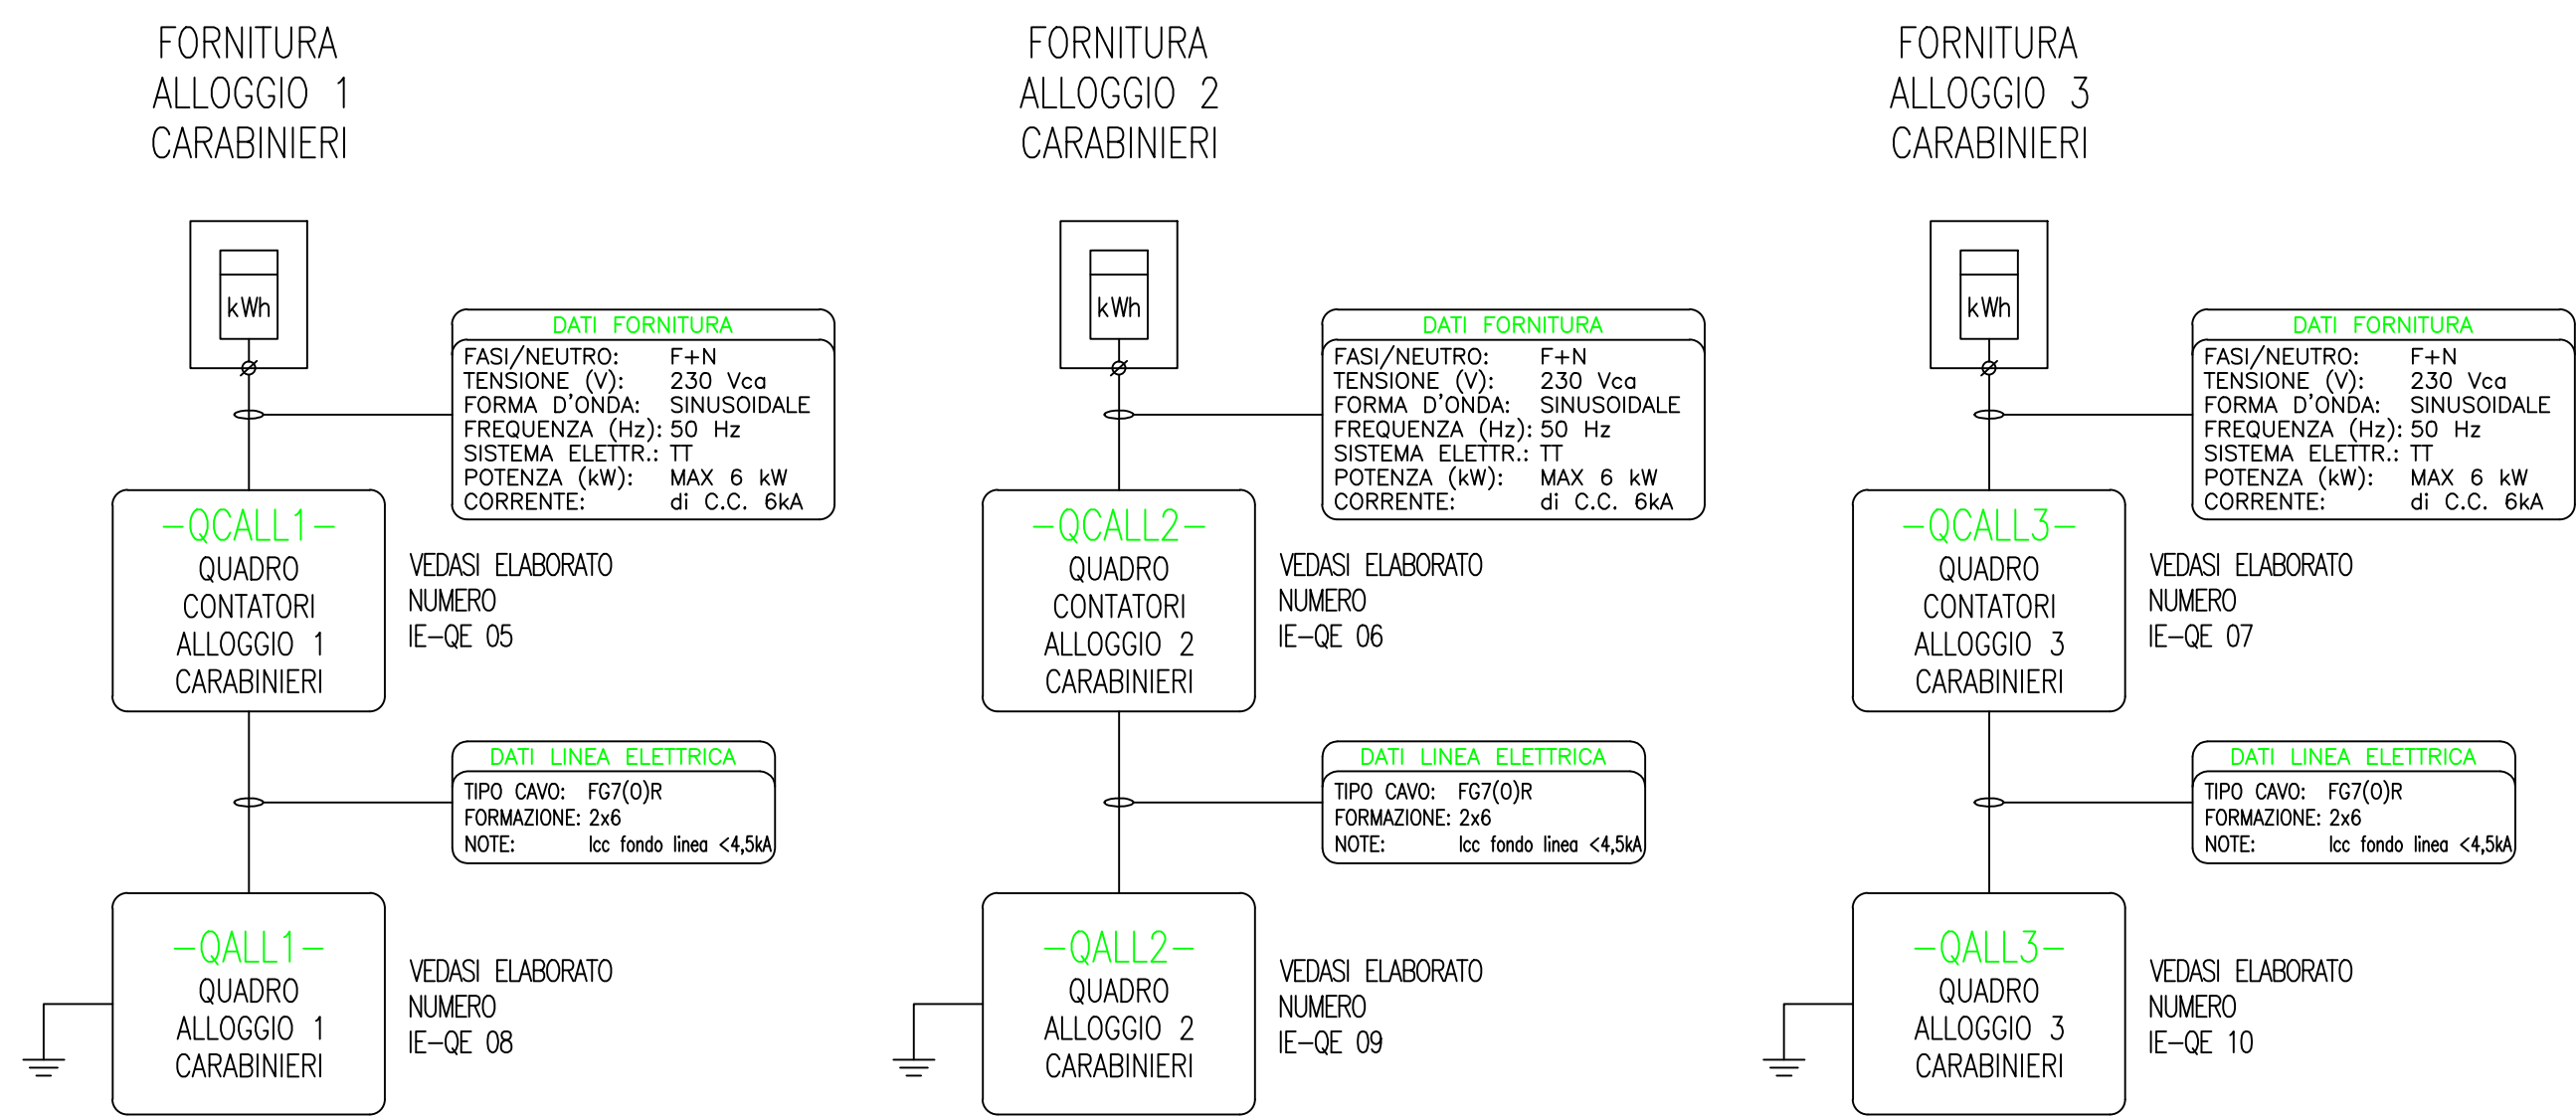 FORNITURA
ALLOGGIO 1
CARABINIERI
kWh
DATI FORNITURA
FASI/NEUTRO: F+N
TENSIONE (V): 230 Vca
FORMA D'ONDA: SINUSOIDALE
FREQUENZA (Hz): 50 Hz
SISTEMA ELETTR.: TT
POTENZA (kW): MAX 6 kW
CORRENTE: di C.C. 6kA
-QCALL1-
QUADRO
CONTATORI
ALLOGGIO 1
CARABINIERI
VEDASI ELABORATO
NUMERO
IE-QE 05
DATI LINEA ELETTRICA
TIPO CAVO: FG7(O)R
FORMAZIONE: 2x6
NOTE: Icc fondo linea <4,5kA
-QALL1-
QUADRO
ALLOGGIO 1
CARABINIERI
VEDASI ELABORATO
NUMERO
IE-QE 08
FORNITURA
ALLOGGIO 2
CARABINIERI
kWh
DATI FORNITURA
FASI/NEUTRO: F+N
TENSIONE (V): 230 Vca
FORMA D'ONDA: SINUSOIDALE
FREQUENZA (Hz): 50 Hz
SISTEMA ELETTR.: TT
POTENZA (kW): MAX 6 kW
CORRENTE: di C.C. 6kA
-QCALL2-
QUADRO
CONTATORI
ALLOGGIO 2
CARABINIERI
VEDASI ELABORATO
NUMERO
IE-QE 06
DATI LINEA ELETTRICA
TIPO CAVO: FG7(O)R
FORMAZIONE: 2x6
NOTE: Icc fondo linea <4,5kA
-QALL2-
QUADRO
ALLOGGIO 2
CARABINIERI
VEDASI ELABORATO
NUMERO
IE-QE 09
FORNITURA
ALLOGGIO 3
CARABINIERI
kWh
DATI FORNITURA
FASI/NEUTRO: F+N
TENSIONE (V): 230 Vca
FORMA D'ONDA: SINUSOIDALE
FREQUENZA (Hz): 50 Hz
SISTEMA ELETTR.: TT
POTENZA (kW): MAX 6 kW
CORRENTE: di C.C. 6kA
-QCALL3-
QUADRO
CONTATORI
ALLOGGIO 3
CARABINIERI
VEDASI ELABORATO
NUMERO
IE-QE 07
DATI LINEA ELETTRICA
TIPO CAVO: FG7(O)R
FORMAZIONE: 2x6
NOTE: Icc fondo linea <4,5kA
-QALL3-
QUADRO
ALLOGGIO 3
CARABINIERI
VEDASI ELABORATO
NUMERO
IE-QE 10